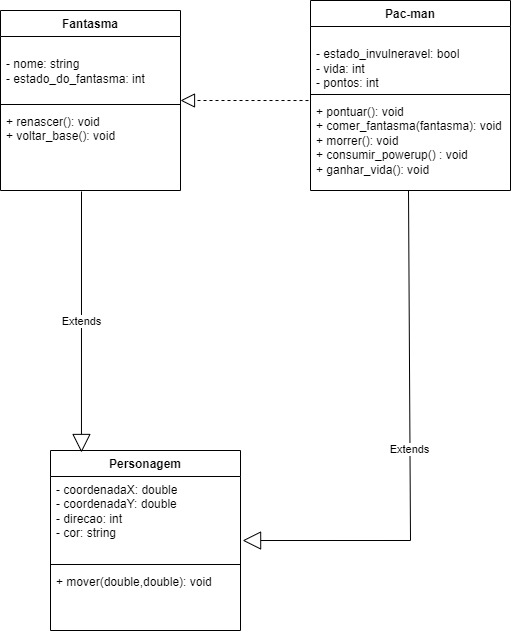 Fantasma
- nome: string
- estado_do_fantasma: int
+ renascer(): void
+ voltar_base(): void
Pac-man
- estado_invulneravel: bool
- vida: int
- pontos: int
+ pontuar(): void
+ comer_fantasma(fantasma): void
+ morrer(): void
+ consumir_powerup() : void
+ ganhar_vida(): void
Extends
Extends
Personagem
- coordenadaX: double
- coordenadaY: double
- direcao: int
- cor: string
+ mover(double,double): void